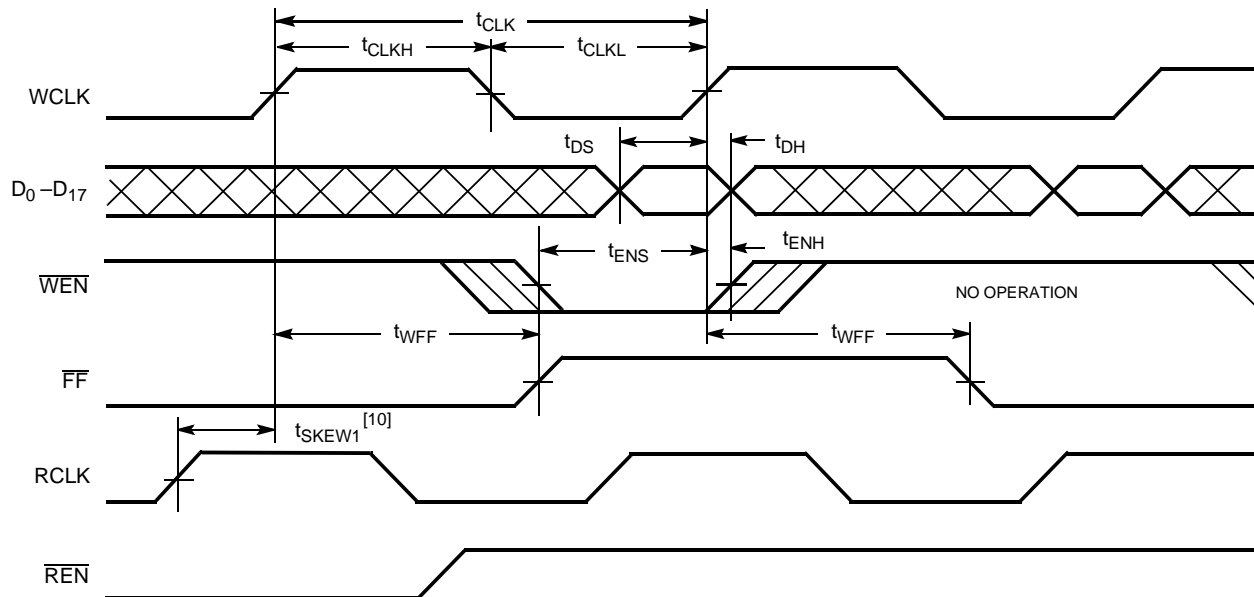 tCLK
tCLKH
tCLKL
WCLK
tDS
tDH
D0 –D17
tENS
tENH
WEN
NO OPERATION
tWFF
tWFF
FF
tSKEW1[10]
RCLK
REN